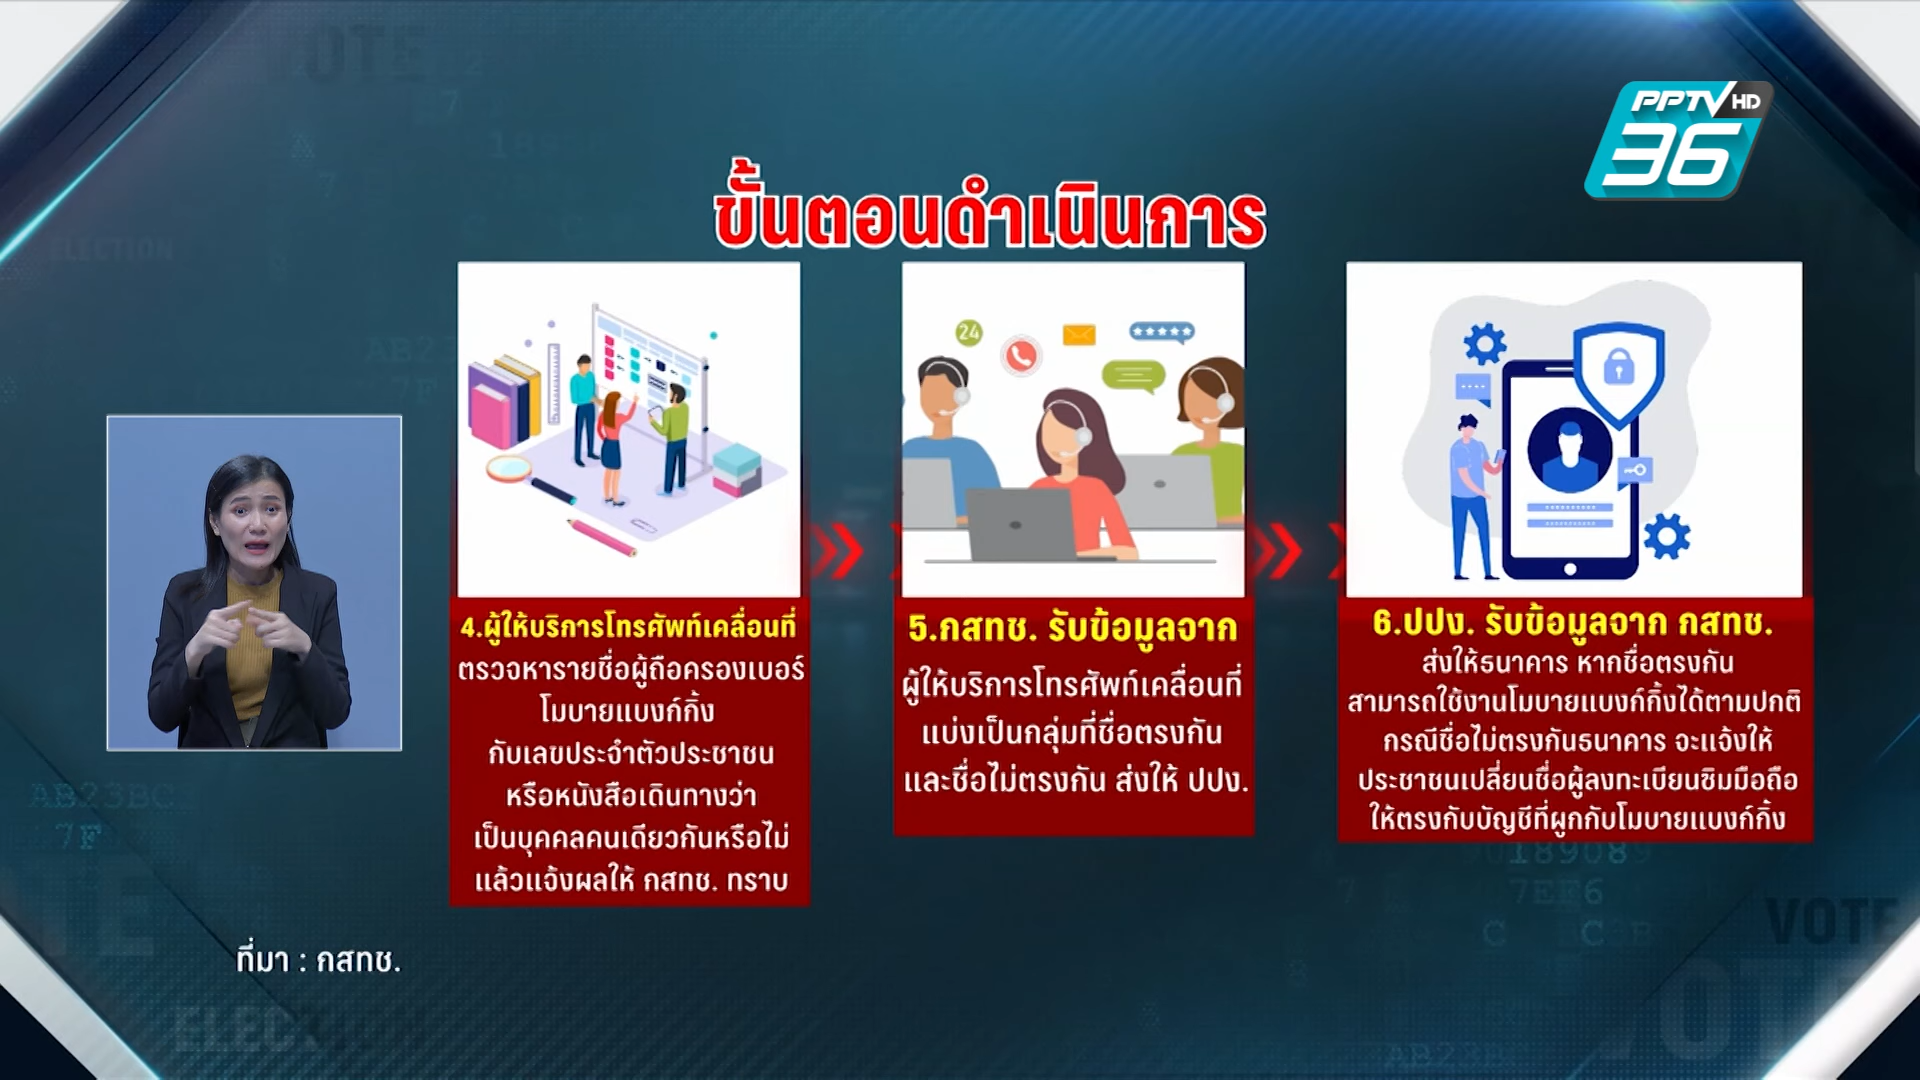 PPTV HD
36
ขั้นตอนดำเนินการ
24
4.ผู้ให้บริการโทรศัพท์เคลื่อนที่
ตรวจหารายชื่อผู้ถือครองเบอร์
โมบายแบงก์กิ้ง
กับเลขประจำตัวประชาชน
หรือหนังสือเดินทางว่า
เป็นบุคคลคนเดียวกันหรือไม่
แล้วแจ้งผลให้ กสทช. ทราบ
5.กสทช. รับข้อมูลจาก
ผู้ให้บริการโทรศัพท์เคลื่อนที่
แบ่งเป็นกลุ่มที่ชื่อตรงกัน
และชื่อไม่ตรงกัน ส่งให้ ปปง.
6.ปปง. รับข้อมูลจาก กสทช.
ส่งให้ธนาคาร หากชื่อตรงกัน
สามารถใช้งานโมบายแบงก์กิ้งได้ตามปกติ
กรณีชื่อไม่ตรงกันธนาคาร จะแจ้งให้
ประชาชนเปลี่ยนชื่อผู้ลงทะเบียนซิมมือถือ
ให้ตรงกับบัญชีที่ผูกกับโมบายแบงก์กิ้ง
ที่มา : กสทช.
VOTE
ELECTION